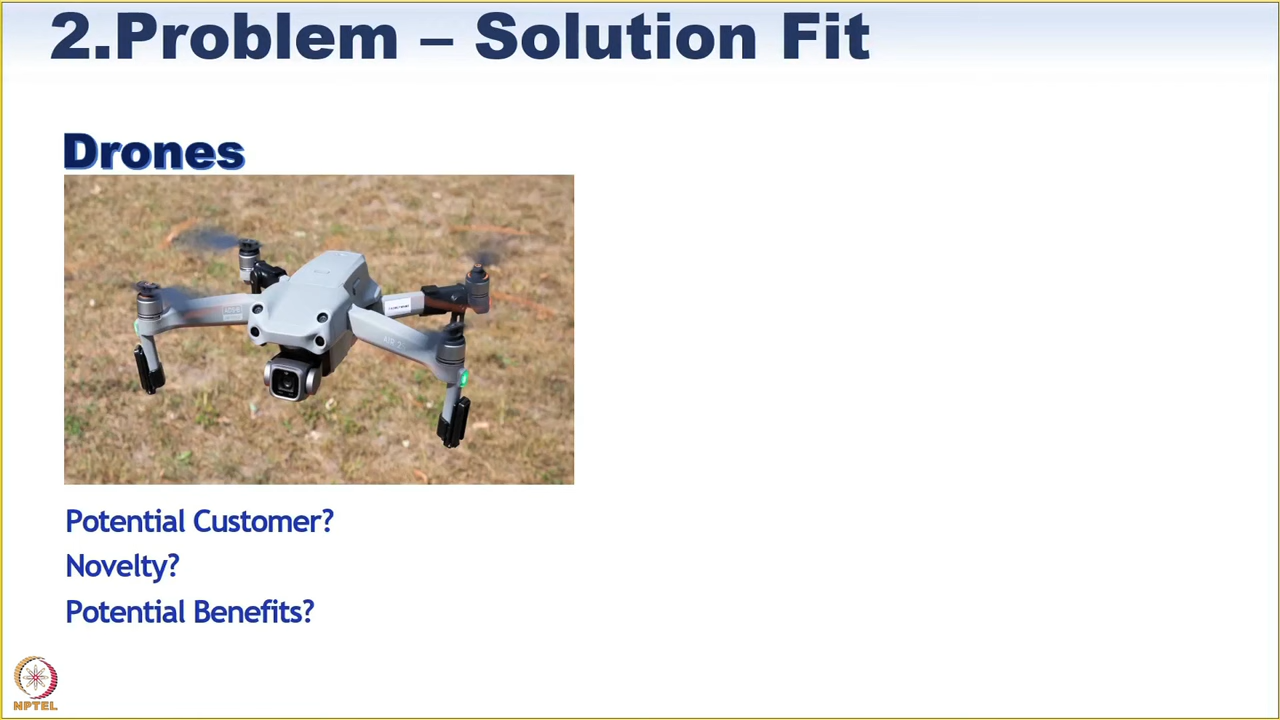 2.Problem – Solution Fit
Drones
Potential Customer?
Novelty?
Potential Benefits?
NPTEL